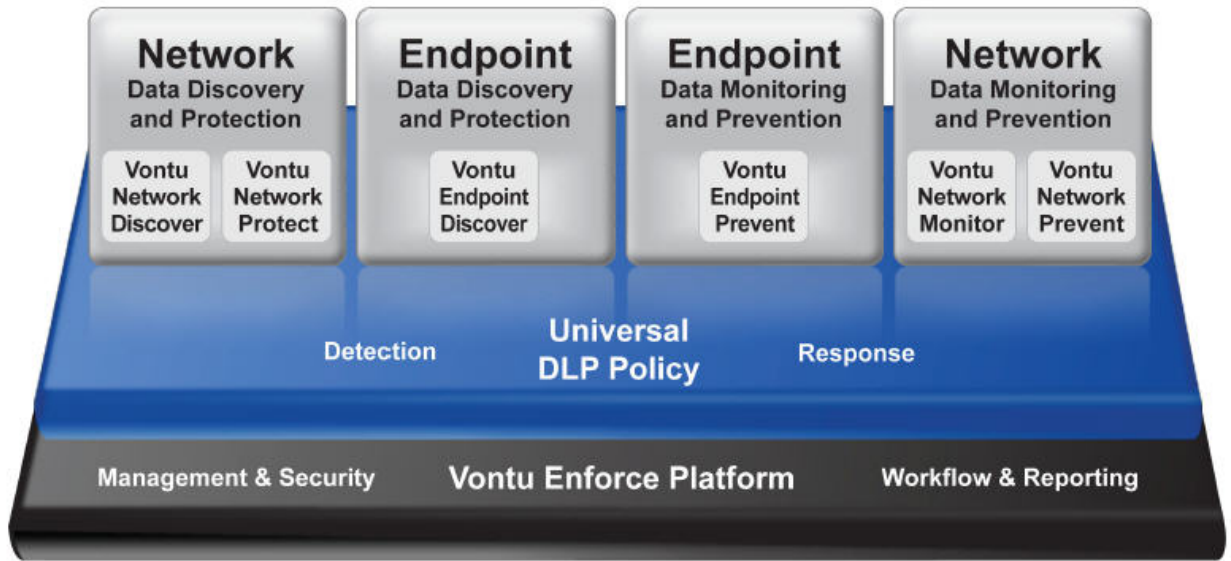 Network
Data Discovery
and Protection
Vontu
Network
Discover
Vontu
Network
Protect
Endpoint
Data Discovery
and Protection
Vontu
Endpoint
Discover
Endpoint
Data Monitoring
and Prevention
Vontu
Endpoint
Prevent
Network
Data Monitoring
and Prevention
Vontu
Network
Monitor
Vontu
Network
Prevent
Detection
Universal
DLP Policy
Response
Management & Security
Vontu Enforce Platform
Workflow & Reporting